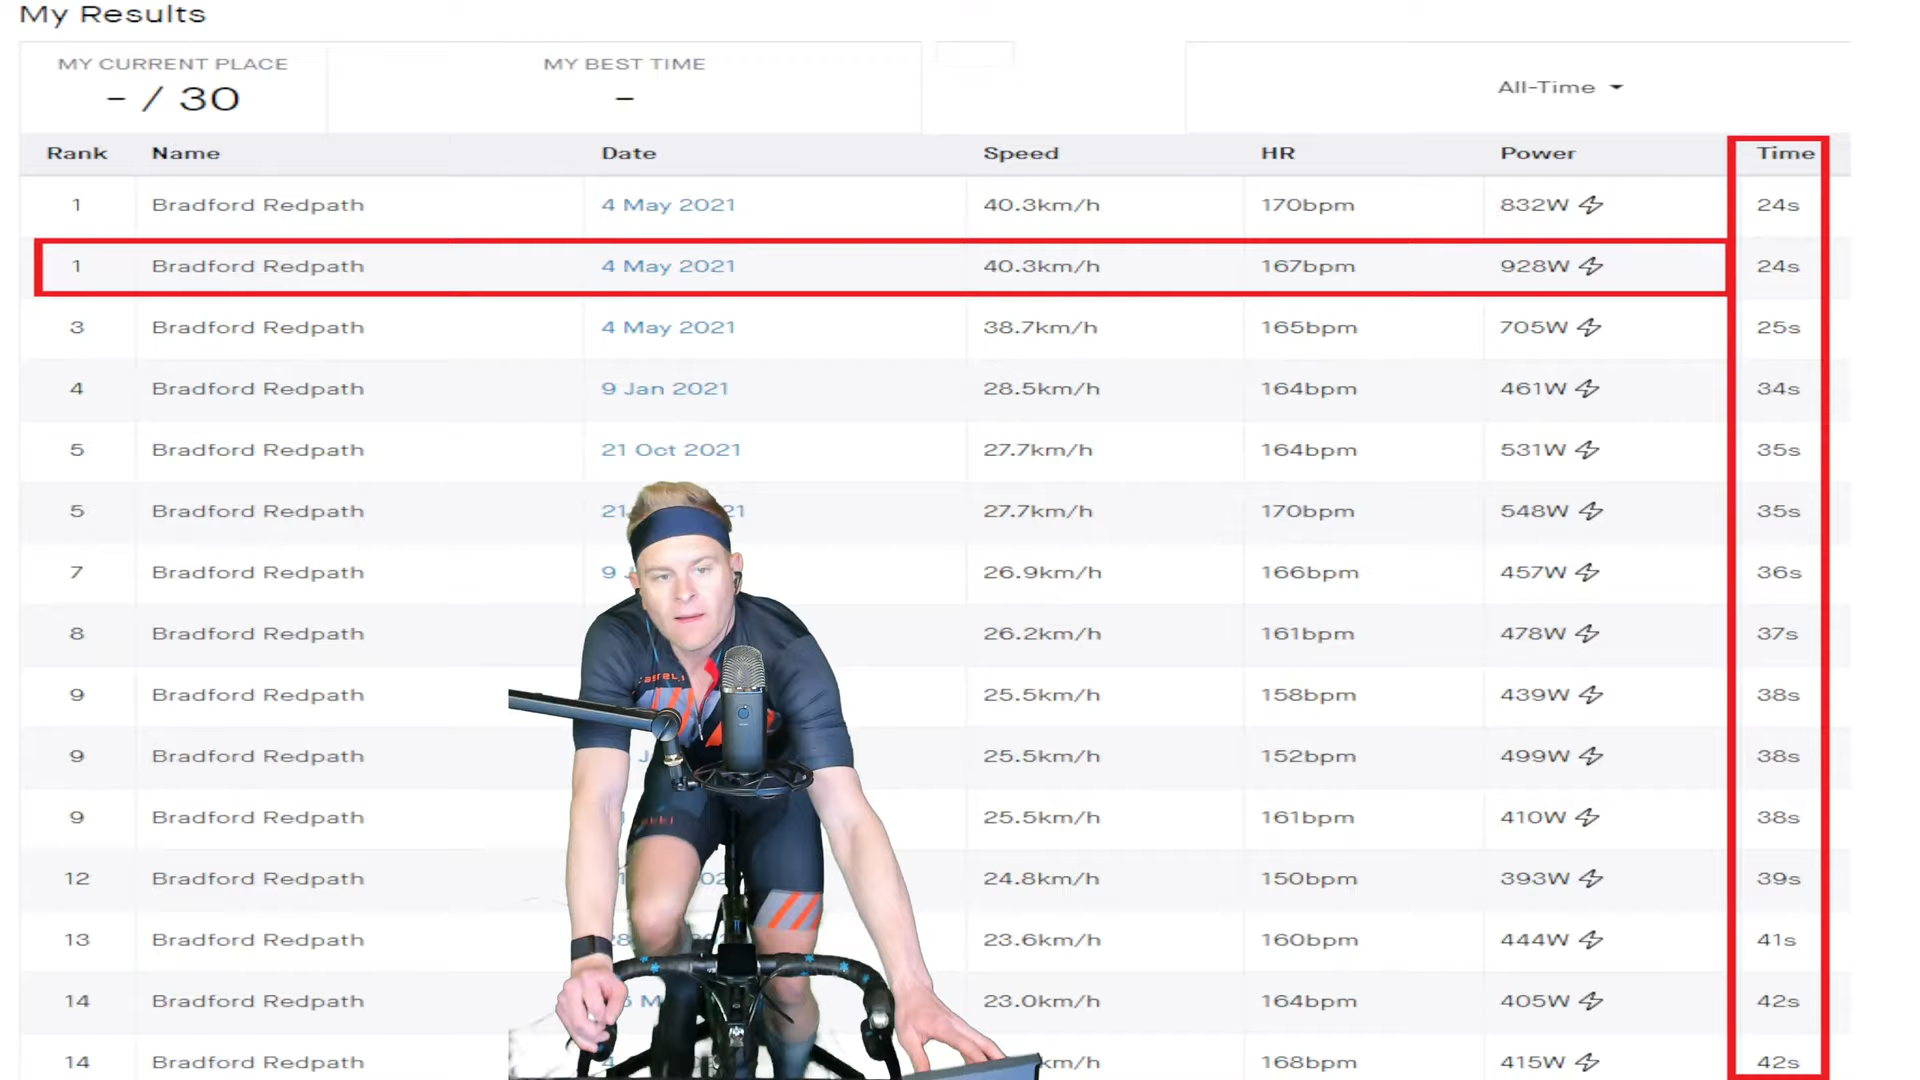 My Results
MY CURRENT PLACE MY BEST TIME
- / 30 - All-Time
Rank Name Date Speed HR Power Time
1 Bradford Redpath 4 May 2021 40.3km/h 170bpm 832W 24s
1 Bradford Redpath 4 May 2021 40.3km/h 167bpm 928W 24s
3 Bradford Redpath 4 May 2021 38.7km/h 165bpm 705W 25s
4 Bradford Redpath 9 Jan 2021 28.5km/h 164bpm 461W 34s
5 Bradford Redpath 21 Oct 2021 27.7km/h 164bpm 531W 35s
5 Bradford Redpath 21 27.7km/h 170bpm 548W 35s
7 Bradford Redpath 9 26.9km/h 166bpm 457W 36s
8 Bradford Redpath 26.2km/h 161bpm 478W 37s
9 Bradford Redpath 25.5km/h 158bpm 439W 38s
9 Bradford Redpath 25.5km/h 152bpm 499W 38s
9 Bradford Redpath 25.5km/h 161bpm 410W 38s
12 Bradford Redpath 24.8km/h 150bpm 393W 39s
13 Bradford Redpath 23.6km/h 160bpm 444W 41s
14 Bradford Redpath 23.0km/h 164bpm 405W 42s
14 Bradford Redpath km/h 168bpm 415W 42s